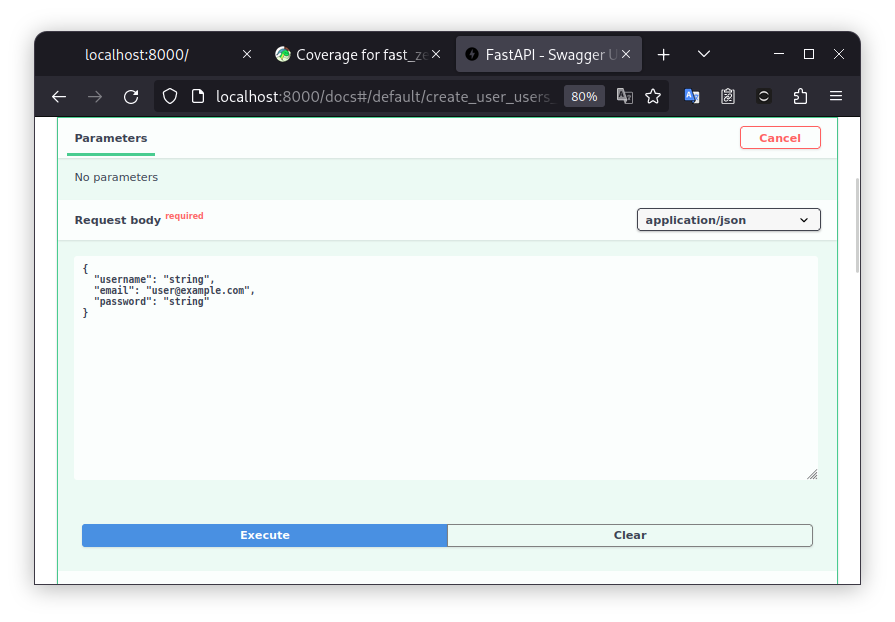 localhost:8000/
Coverage for fast_ze
FastAPI - Swagger U
localhost:8000/docs#/default/create_user_users_
80%
Parameters
Cancel
No parameters
Request body required
application/json
{
"username": "string",
"email": "user@example.com",
"password": "string"
}
Execute
Clear